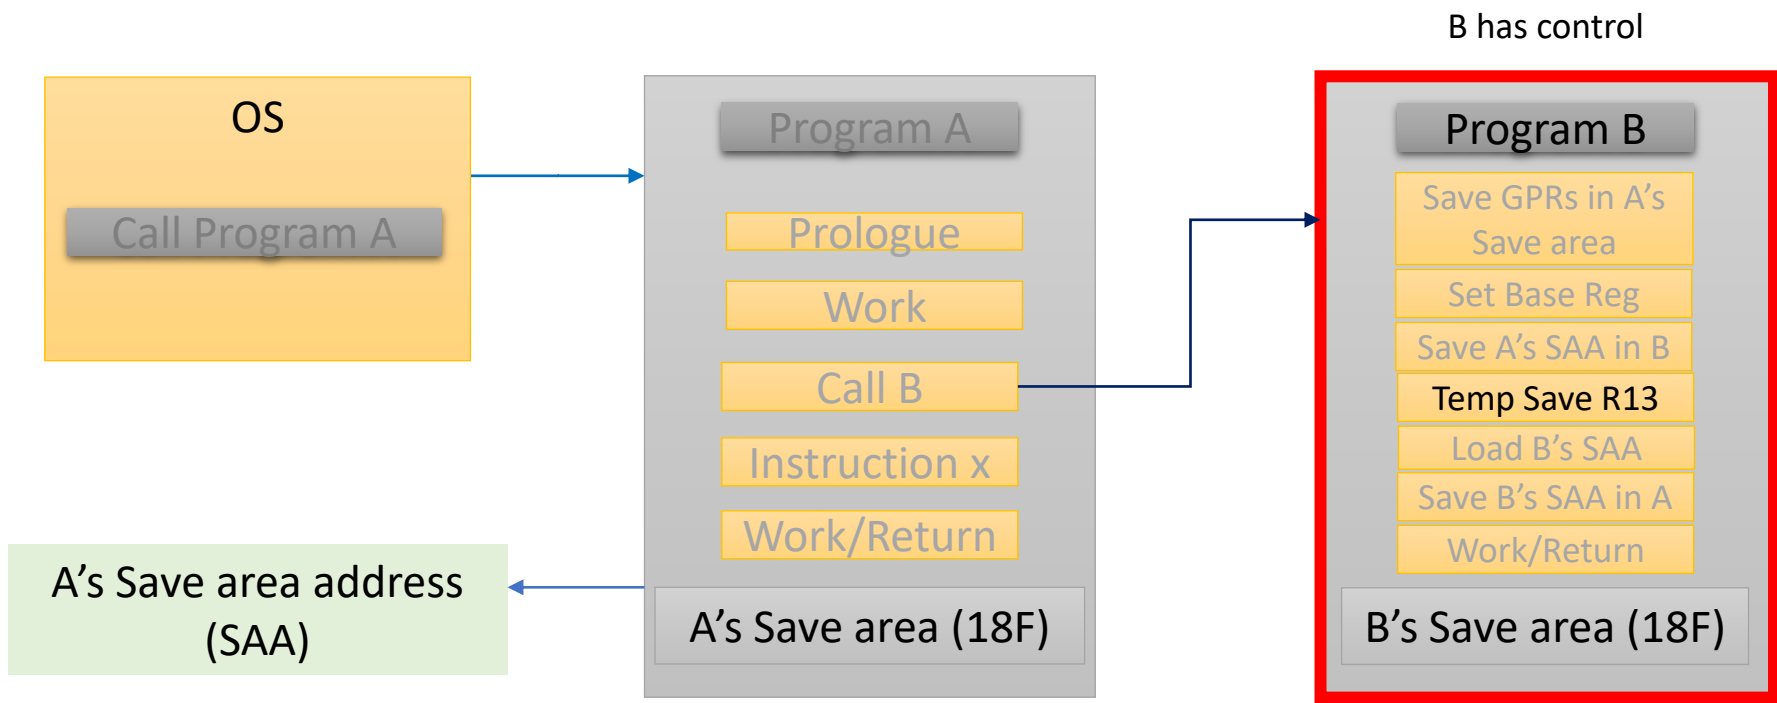 B has control
OS
Call Program A
Program A
Prologue
Work
Call B
Instruction x
Work/Return
A's Save area (18F)
A's Save area address
(SAA)
Program B
Save GPRs in A's
Save area
Set Base Reg
Save A's SAA in B
Temp Save R13
Load B's SAA
Save B's SAA in A
Work/Return
B's Save area (18F)